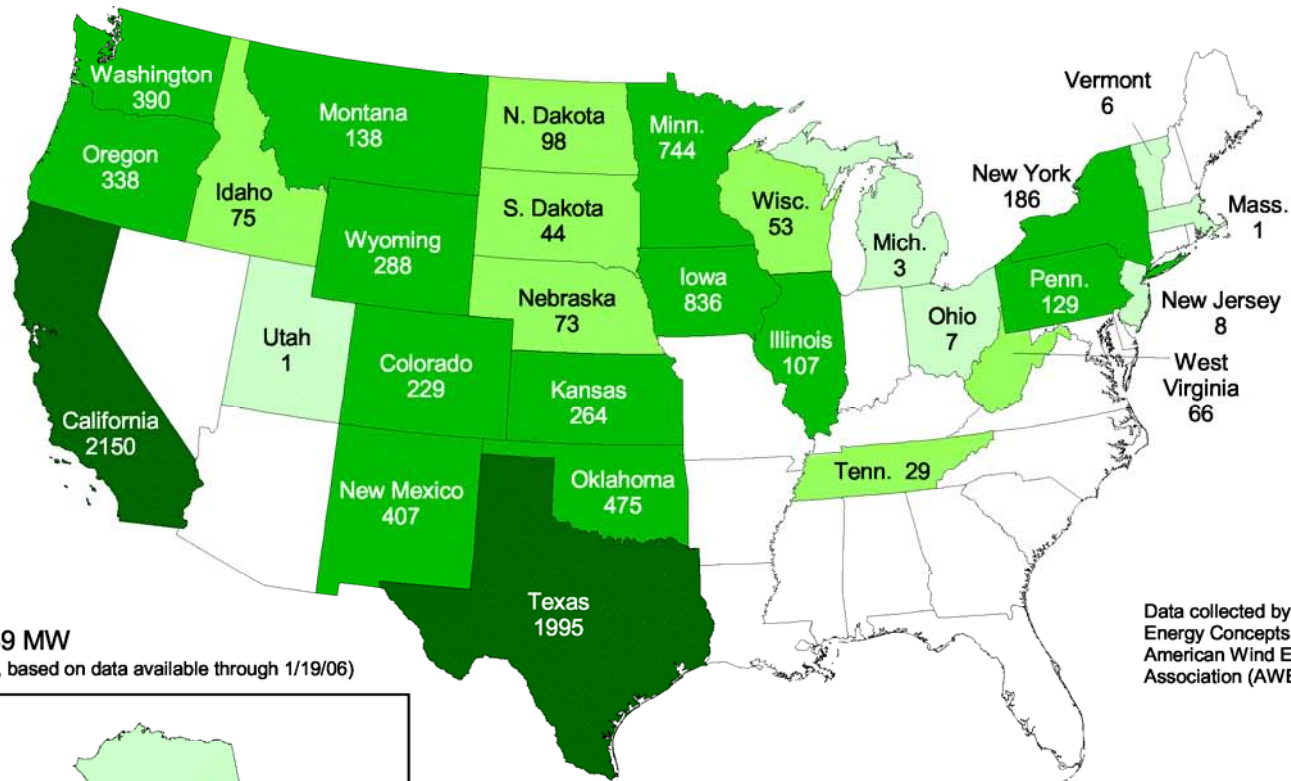 Washington
390
Montana
138
N. Dakota
98
Minn.
744
Vermont
6
Oregon
338
Idaho
75
Wyoming
288
S. Dakota
44
Wisc.
53
Mich.
3
New York
186
Mass.
1
Nebraska
73
Iowa
836
Illinois
107
Ohio
7
Penn.
129
New Jersey
8
Utah
1
Colorado
229
Kansas
264
West
Virginia
66
California
2150
New Mexico
407
Oklahoma
475
Tenn. 29
Texas
1995
9 MW
, based on data available through 1/19/06)
Data collected by
Energy Concepts
American Wind E
Association (AWE